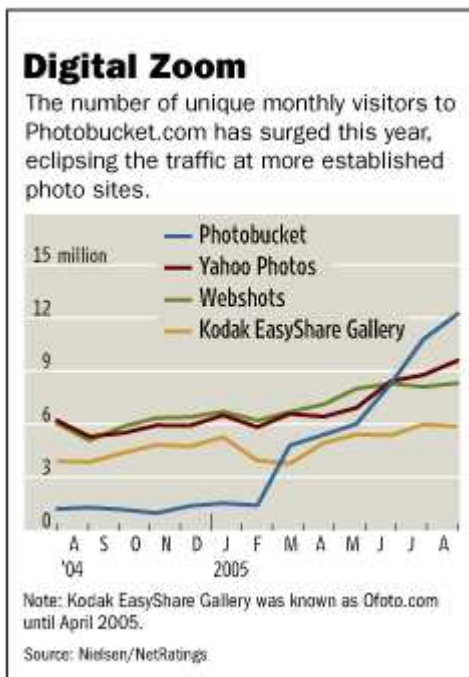 Digital Zoom
The number of unique monthly visitors to
Photobucket.com has surged this year,
eclipsing the traffic at more established
photo sites.
15 million
Photobucket
Yahoo Photos
Webshots
Kodak EasyShare Gallery
12
9
6
3
0
A S O N D J F M A M J J A
'04 2005
Note: Kodak EasyShare Gallery was known as Ofoto.com
until April 2005.
Source: Nielsen/NetRatings